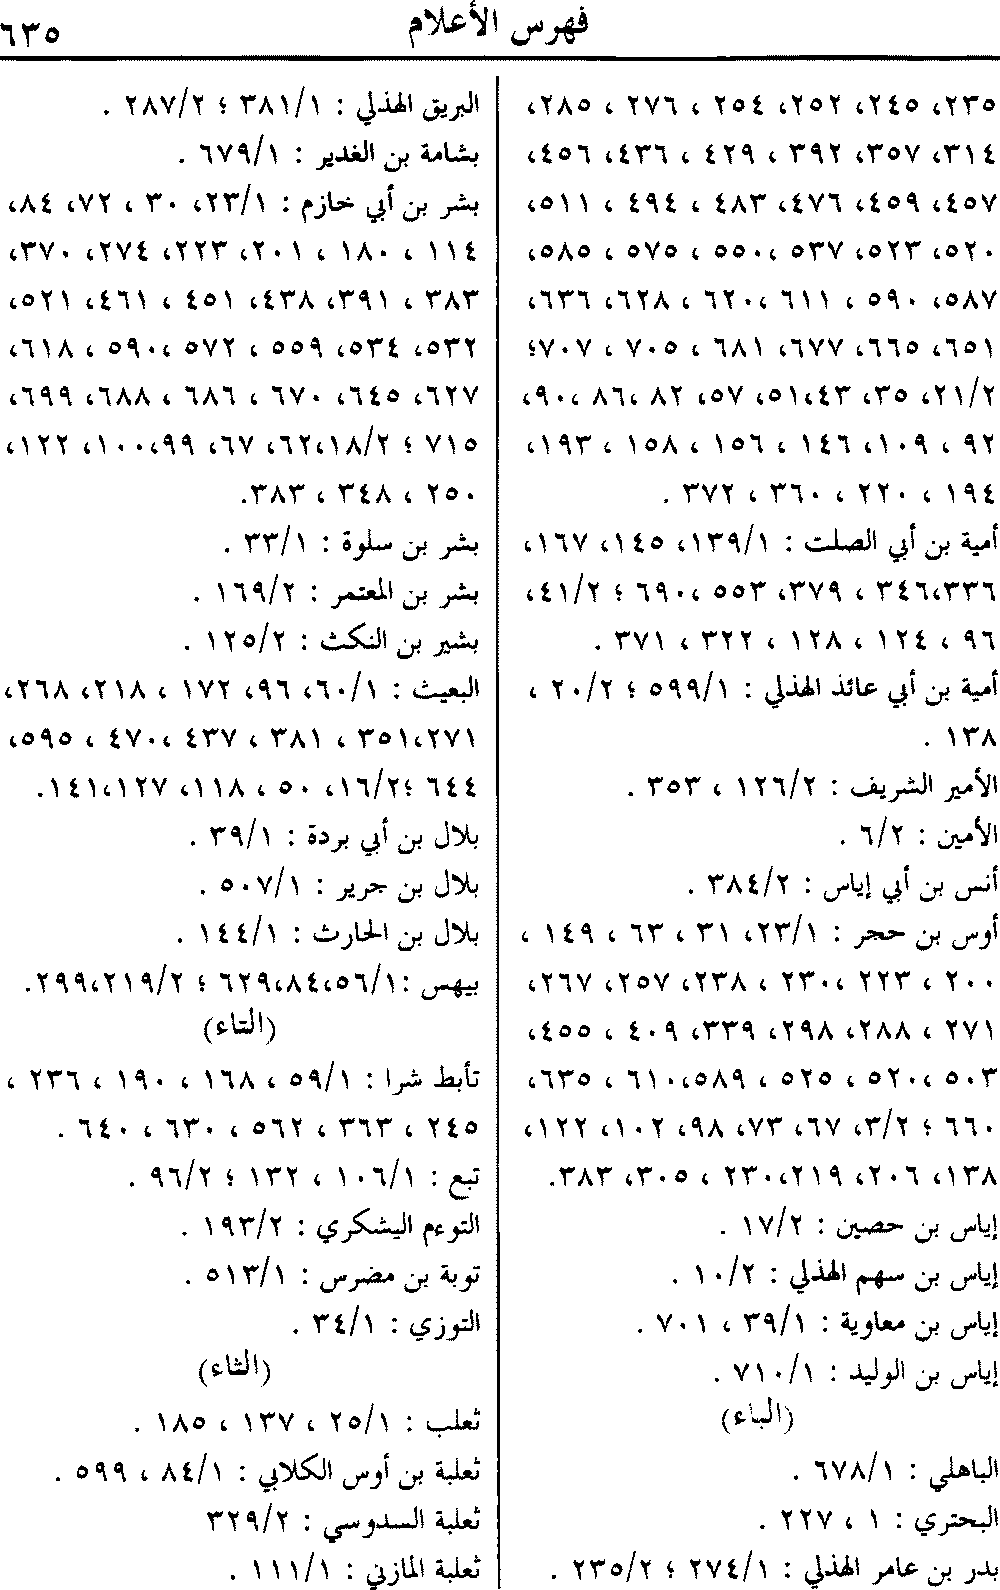 فهرس الأعلام
٦٣٥
٢٣٥، ٢٤٥، ٢٥٢، ٢٥٤ ، ٢٧٦ ، ٢٨٥،
٣١٤، ٣٥٧، ٣٩٢ ، ٤٢٩ ، ٤٣٦، ٤٥٦،
٤٥٧، ٤٥٩، ٤٧٦، ٤٨٣ ، ٤٩٤ ، ٥١١،
٥٢٠، ٥٢٣، ٥٣٧ ،٥٥٠ ، ٥٧٥ ، ٥٨٥،
٥٨٧، ٥٩٠ ، ٦١١ ،٦٢٠ ، ٦٢٨، ٦٣٦،
٦٥١، ٦٦٥، ٦٧٧، ٦٨١ ، ٧٠٥ ، ٧٠٧؛
٢١/٢، ٣٥، ٥١،٤٣، ٥٧، ٨٢ ،٨٦ ،٩٠،
٩٢ ، ١٠٩، ١٤٦ ، ١٥٦ ، ١٥٨ ، ١٩٣،
١٩٤ ، ٢٢٠ ، ٣٦٠ ، ٣٧٢ .
أمية بن أبي الصلت : ١٣٩/١، ١٤٥، ١٦٧،
٣٤٦،٣٣٦ ، ٣٧٩، ٥٥٣ ،٦٩٠ ؛ ٤١/٢،
٩٦ ، ١٢٤ ، ١٢٨ ، ٣٢٢ ، ٣٧١ .
أمية بن أبي عائذ الهذلي : ٥٩٩/١ ؛ ٢٠/٢ ،
١٣٨ .
الأمير الشريف : ١٢٦/٢ ، ٣٥٣ .
الأمين : ٦/٢ .
أنس بن أبي إياس : ٣٨٤/٢ .
أوس بن حجر : ٢٣/١، ٣١ ، ٦٣ ، ١٤٩ ،
٢٠٠ ، ٢٢٣ ،٢٣٠ ، ٢٣٨، ٢٥٧، ٢٦٧،
٢٧١ ، ٢٨٨، ٢٩٨، ٣٣٩، ٤٠٩ ، ٤٥٥،
٥٠٣ ،٥٢٠ ، ٥٢٥ ، ٦١٠،٥٨٩ ، ٦٣٥،
٦٦٠ ؛ ٣/٢، ٦٧، ٧٣، ٩٨، ١٠٢، ١٢٢،
١٣٨، ٢٠٦، ٢٣٠،٢١٩ ، ٣٠٥، ٣٨٣.
إياس بن حصين : ١٧/٢ .
إياس بن سهم الهذلي : ١٠/٢ .
إياس بن معاوية : ٣٩/١ ، ٧٠١ .
إياس بن الوليد : ٧١٠/١ .
(الباء)
الباهلي : ٦٧٨/١ .
البحتري : ١ ، ٢٢٧ .
بدر بن عامر الهذلي : ٢٧٤/١ ؛ ٢٣٥/٢ .
البريق الهذلي : ٣٨١/١ ؛ ٢٨٧/٢ .
بشامة بن الغدير : ٦٧٩/١ .
بشر بن أبي خازم : ٢٣/١، ٣٠ ، ٧٢، ٨٤،
١١٤ ، ١٨٠ ، ٢٠١، ٢٢٣، ٢٧٤، ٣٧٠،
٣٨٣ ، ٣٩١، ٤٣٨، ٤٥١ ، ٤٦١، ٥٢١،
٥٣٢، ٥٣٤، ٥٥٩ ، ٥٧٢ ،٥٩٠ ، ٦١٨،
٦٢٧، ٦٤٥، ٦٧٠ ، ٦٨٦ ، ٦٨٨، ٦٩٩،
٧١٥ ؛ ٦٢،١٨/٢، ٦٧، ١٠٠،٩٩، ١٢٢،
٢٥٠ ، ٣٤٨ ، ٣٨٣.
بشر بن سلوة : ٣٣/١ .
بشر بن المعتمر : ١٦٩/٢ .
بشير بن النكث : ١٢٥/٢ .
البعيث : ٦٠/١، ٩٦، ١٧٢ ، ٢١٨، ٢٦٨،
٣٥١،٢٧١ ، ٣٨١ ، ٤٣٧ ،٤٧٠ ، ٥٩٥،
٦٤٤ ؛١٦/٢، ٥٠ ، ١١٨، ١٤١،١٢٧.
بلال بن أبي بردة : ٣٩/١ .
بلال بن جرير : ٥٠٧/١ .
بلال بن الحارث : ١٤٤/١ .
بيهس :٦٢٩،٨٤،٥٦/١ ؛ ٢٩٩،٢١٩/٢.
(التاء)
تأبط شرا : ٥٩/١ ، ١٦٨ ، ١٩٠ ، ٢٣٦ ،
٢٤٥ ، ٣٦٣ ، ٥٦٢ ، ٦٣٠ ، ٦٤٠ .
تبع : ١٠٦/١ ، ١٣٢ ؛ ٩٦/٢ .
التوءم اليشكري : ١٩٣/٢ .
توبة بن مضرس : ٥١٣/١ .
التوزي : ٣٤/١ .
(الثاء)
ثعلب : ٢٥/١ ، ١٣٧ ، ١٨٥ .
ثعلبة بن أوس الكلابي : ٨٤/١ ، ٥٩٩ .
ثعلبة السدوسي : ٣٢٩/٢
ثعلبة المازني : ١١١/١ .